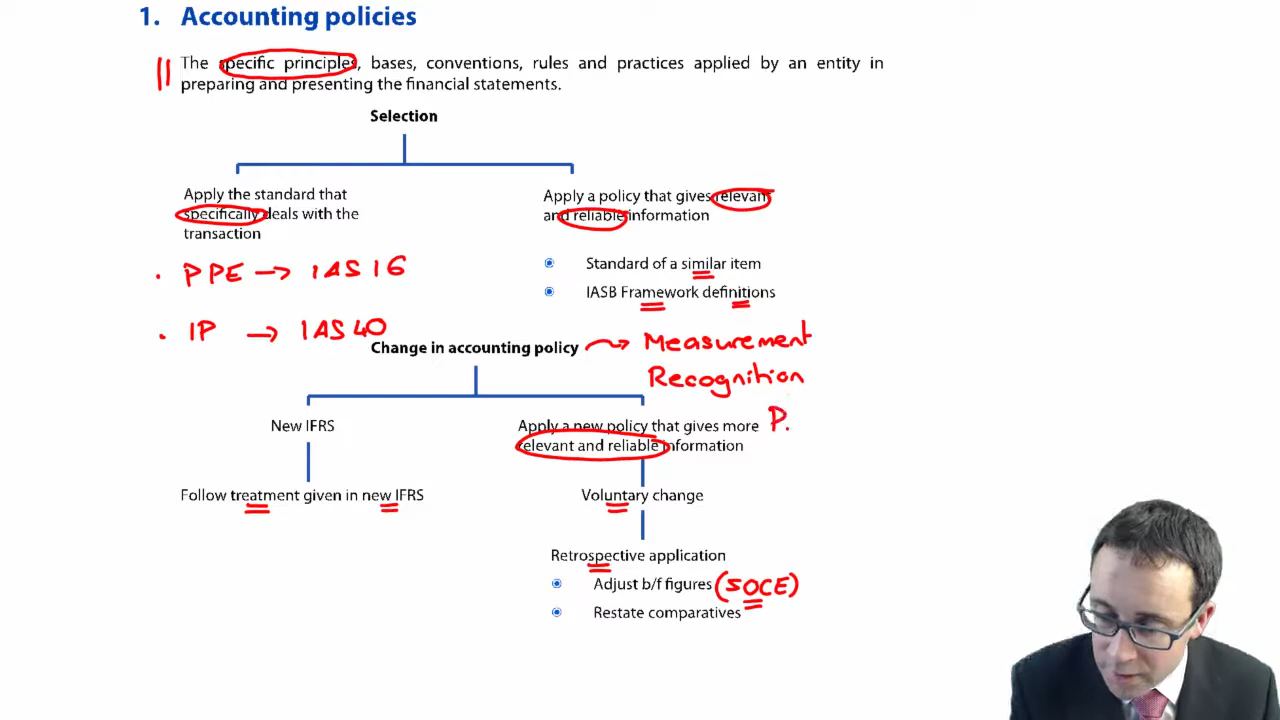 1. Accounting policies
The specific principles, bases, conventions, rules and practices applied by an entity in
preparing and presenting the financial statements.
Selection
Apply the standard that
specifically deals with the
transaction
• PPE → IAS 16
• IP → IAS 40
Apply a policy that gives relevant
and reliable information
Standard of a similar item
IASB Framework definitions
Change in accounting policy → Measurement
Recognition
P.
New IFRS
Follow treatment given in new IFRS
Apply a new policy that gives more
relevant and reliable information
Voluntary change
Retrospective application
Adjust b/f figures (SOCE)
Restate comparatives